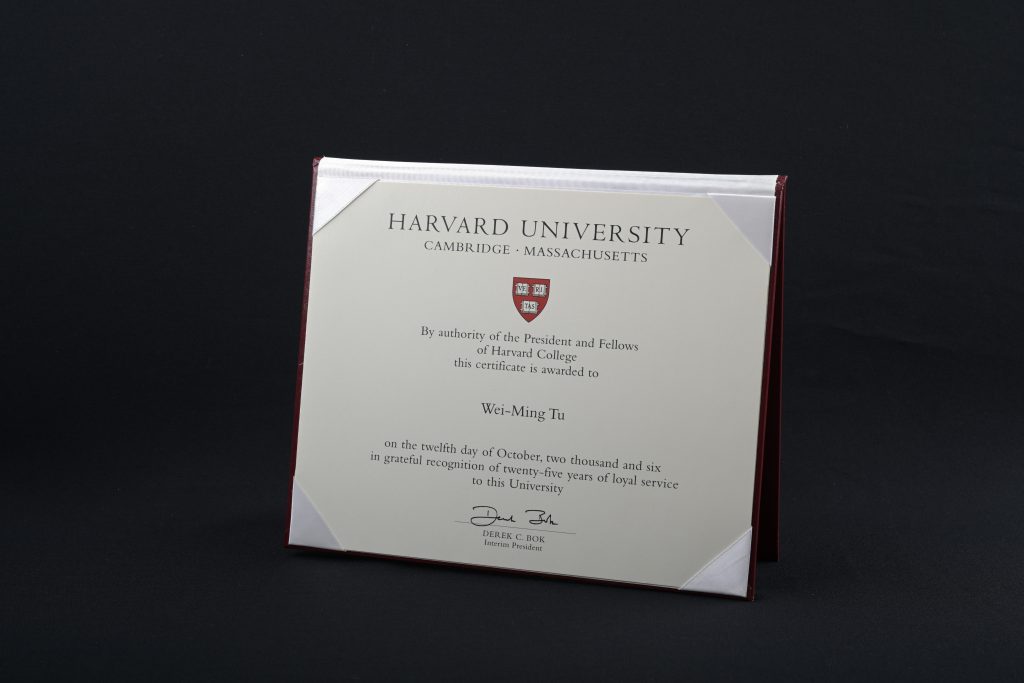 HARVARD UNIVERSITY
CAMBRIDGE · MASSACHUSETTS
VE RI
TAS
By authority of the President and Fellows
of Harvard College
this certificate is awarded to
Wei-Ming Tu
on the twelfth day of October, two thousand and six
in grateful recognition of twenty-five years of loyal service
to this University
Derek Bok
DEREK C. BOK
Interim President